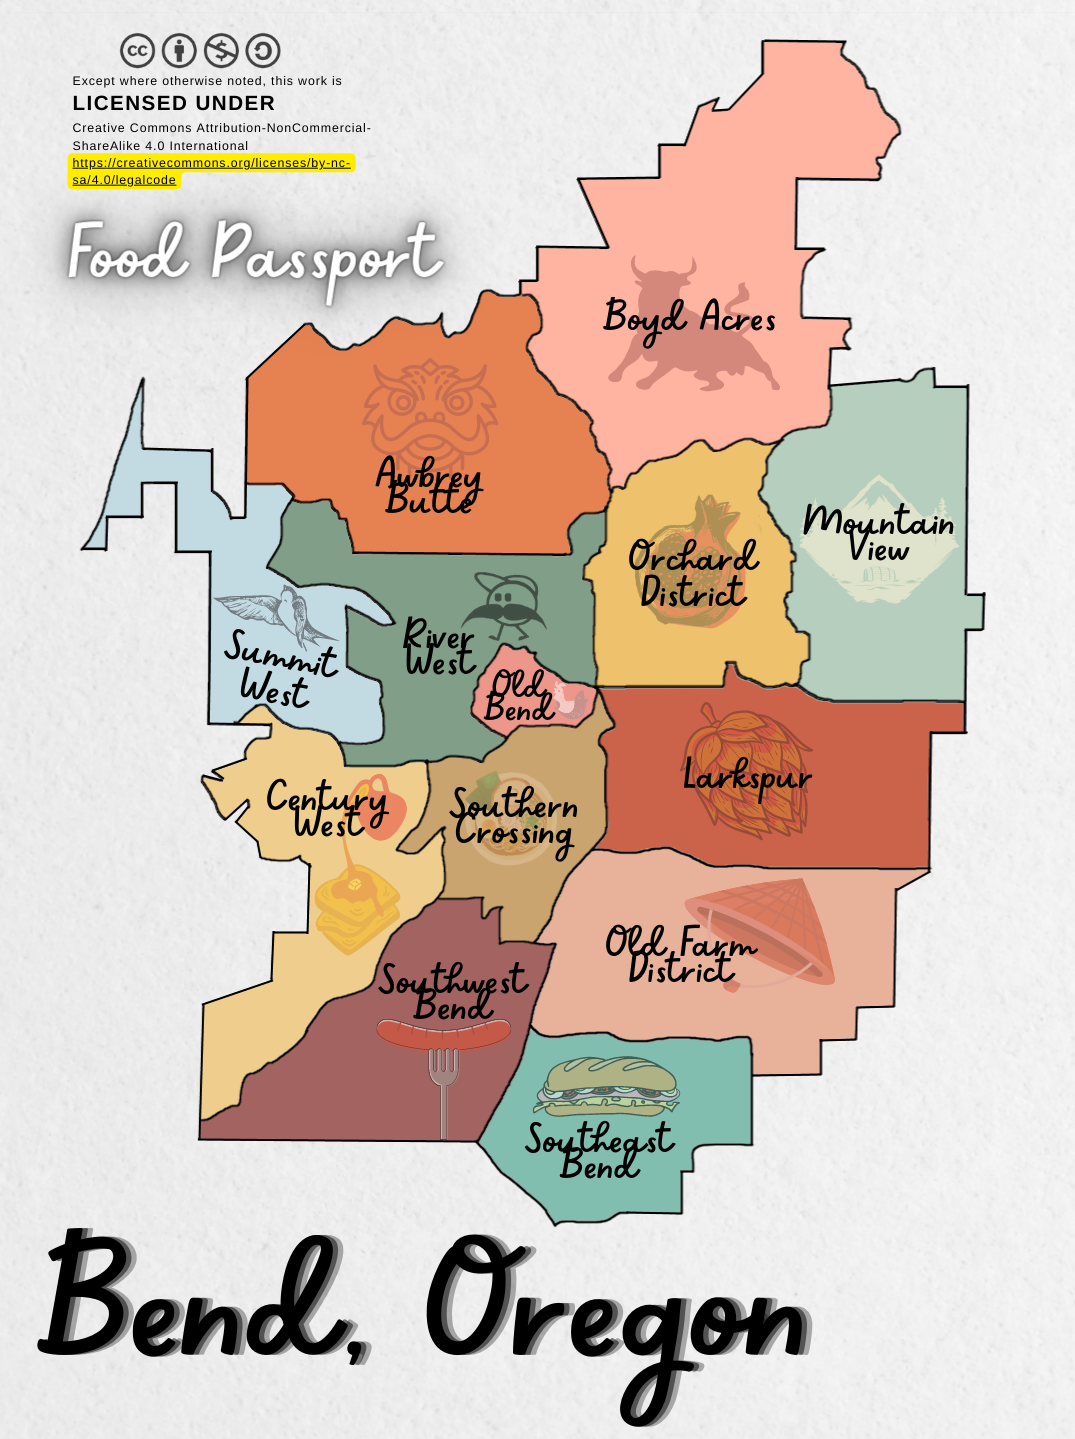 Except where otherwise noted, this work is
LICENSED UNDER
Creative Commons Attribution-NonCommercial-
ShareAlike 4.0 International
https://creativecommons.org/licenses/by-nc-
sa/4.0/legalcode
Food Passport
Boyd Acres
Awbrey
Butte
Mountain
View
Orchard
District
River
West
Summit
West
Old
Bend
Larkspur
Century
West
Southern
Crossing
Old Farm
District
Southwest
Bend
Southeast
Bend
Bend, Oregon